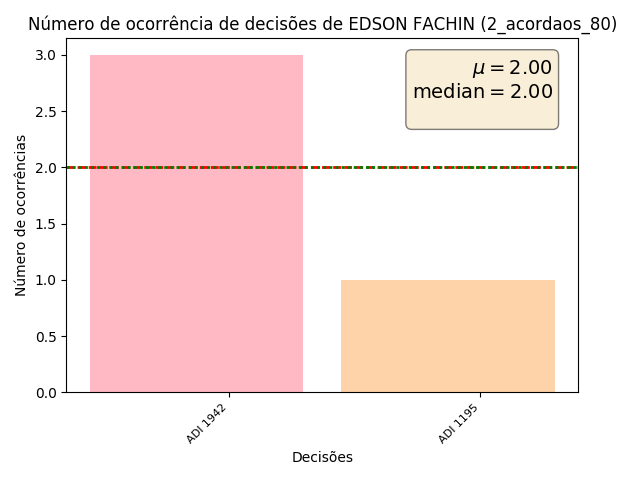 Número de ocorrência de decisões de EDSON FACHIN (2_acordaos_80)
μ = 2.00
median = 2.00
3.0
2.5
2.0
1.5
1.0
0.5
0.0
Número de ocorrências
ADI 1942
ADI 1195
Decisões